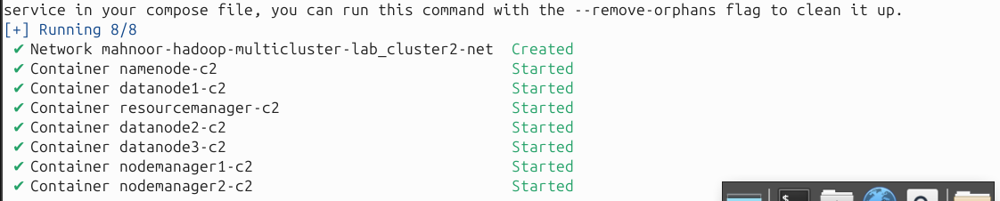 service in your compose file, you can run this command with the --remove-orphans flag to clean it up.
[+] Running 8/8
✔ Network mahnoor-hadoop-multicluster-lab_cluster2-net Created
✔ Container namenode-c2 Started
✔ Container datanode1-c2 Started
✔ Container resourcemanager-c2 Started
✔ Container datanode2-c2 Started
✔ Container datanode3-c2 Started
✔ Container nodemanager1-c2 Started
✔ Container nodemanager2-c2 Started